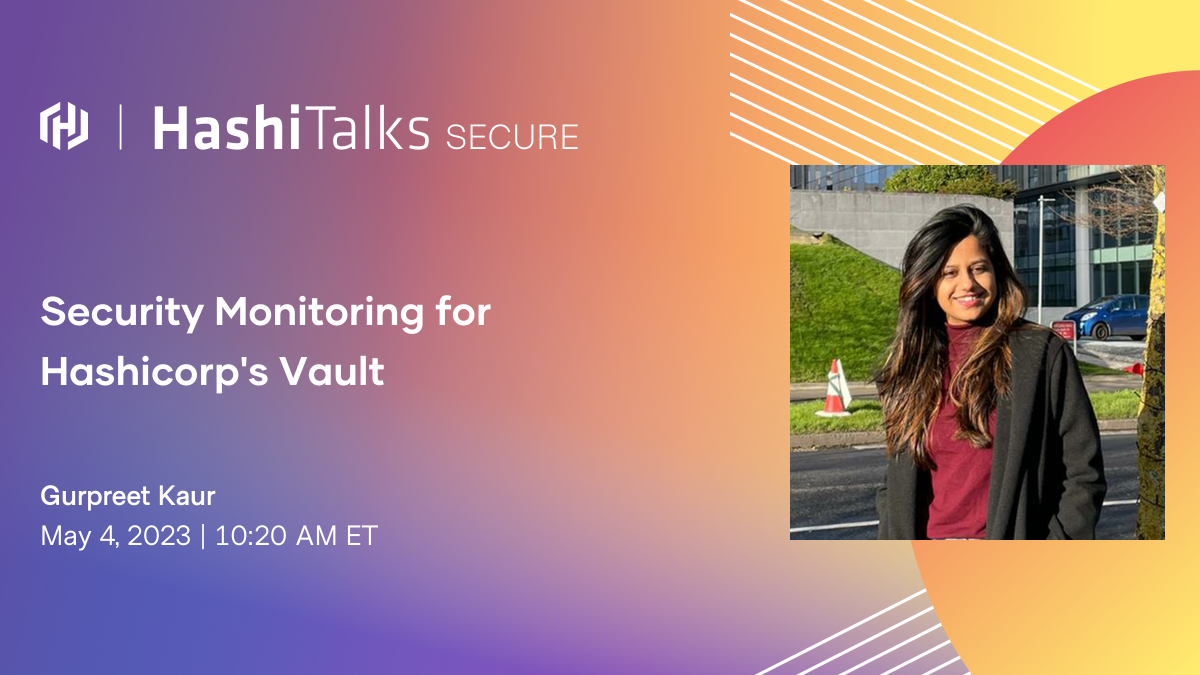 HashiTalks SECURE
Security Monitoring for
Hashicorp's Vault
Gurpreet Kaur
May 4, 2023 | 10:20 AM ET